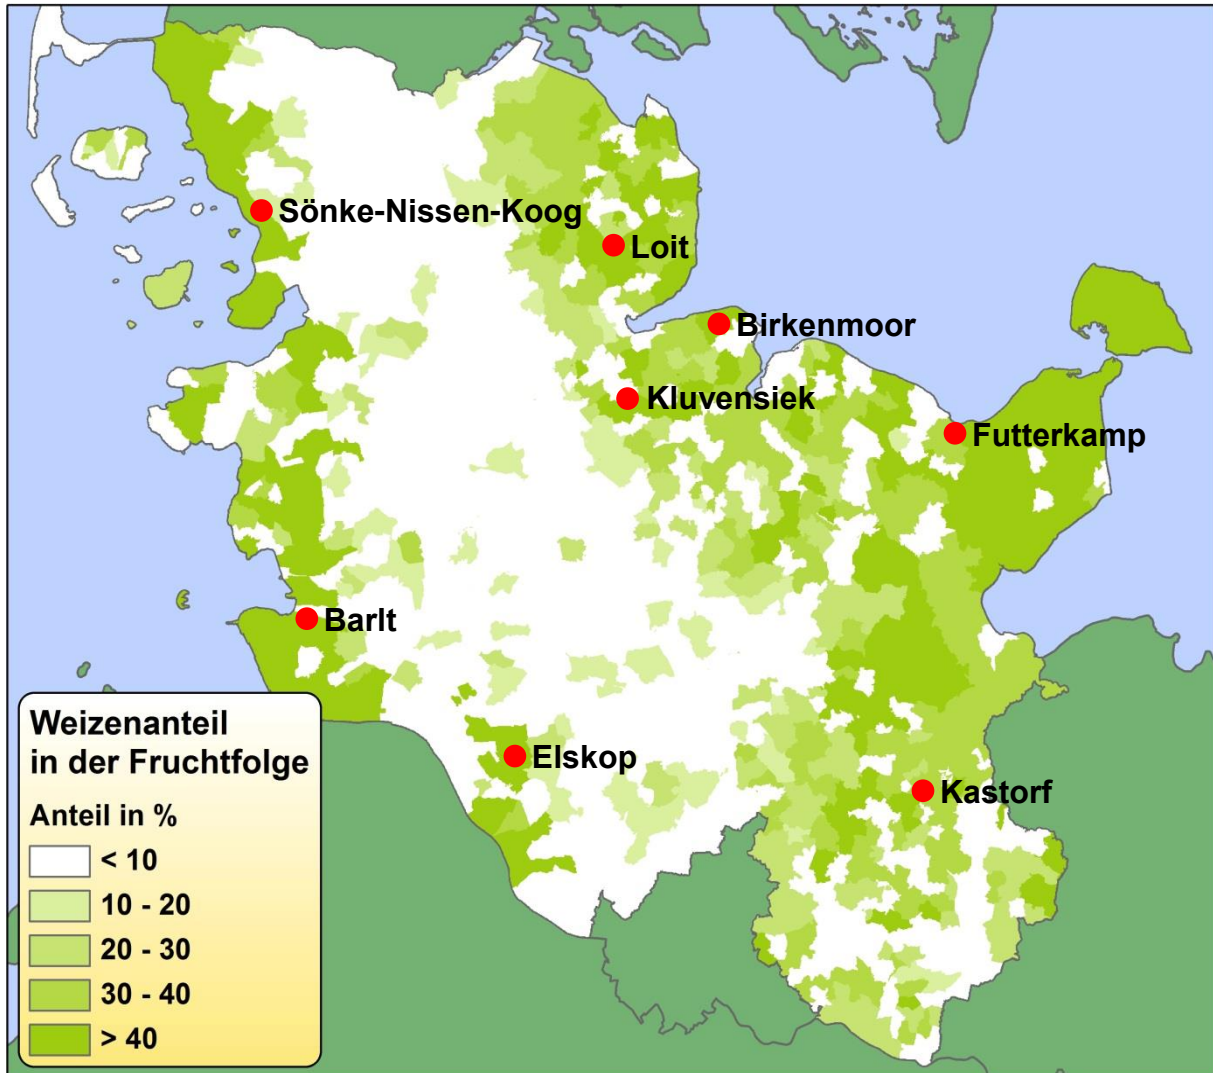 Sönke-Nissen-Koog
Loit
Birkenmoor
Kluvensiek
Futterkamp
Barlt
Elskop
Kastorf
Weizenanteil
in der Fruchtfolge
Anteil in %
< 10
10 - 20
20 - 30
30 - 40
> 40